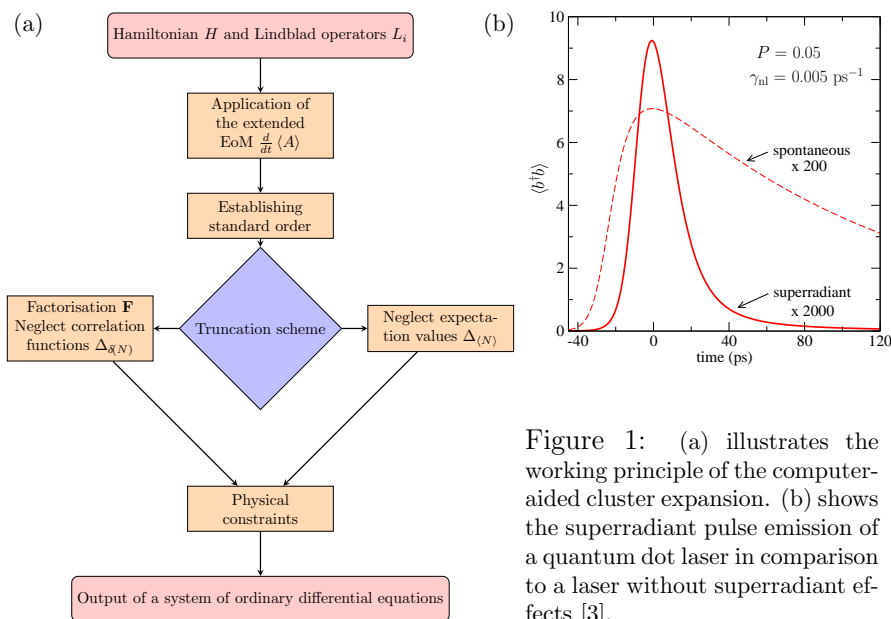 (a)
Hamiltonian H and Lindblad operators L_i
Application of
the extended
EoM d/dt ⟨A⟩
Establishing
standard order
Truncation scheme
Factorisation F
Neglect correlation
functions Δ_δ(N)
Neglect expecta-
tion values Δ_⟨N⟩
Physical
constraints
Output of a system of ordinary differential equations
(b)
10
8
6
4
2
0
⟨b†b⟩
P = 0.05
γ_nl = 0.005 ps⁻¹
spontaneous
x 200
superradiant
x 2000
-40
0
40
80
120
time (ps)
Figure 1: (a) illustrates the
working principle of the computer-
aided cluster expansion. (b) shows
the superradiant pulse emission of
a quantum dot laser in comparison
to a laser without superradiant ef-
fects [3].